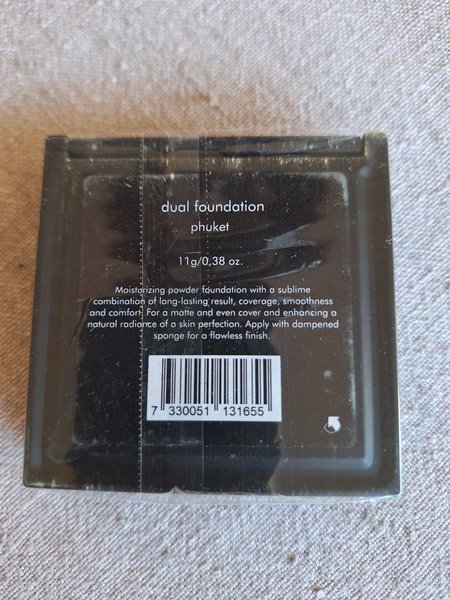 dual foundation
phuket
11g/0,38 oz.
Moisturizing powder foundation with a sublime
combination of long-lasting result, coverage, smoothness
and comfort. For a matte and even cover and enhancing a
natural radiance of a skin perfection. Apply with dampened
sponge for a flawless finish.
7 330051 131655